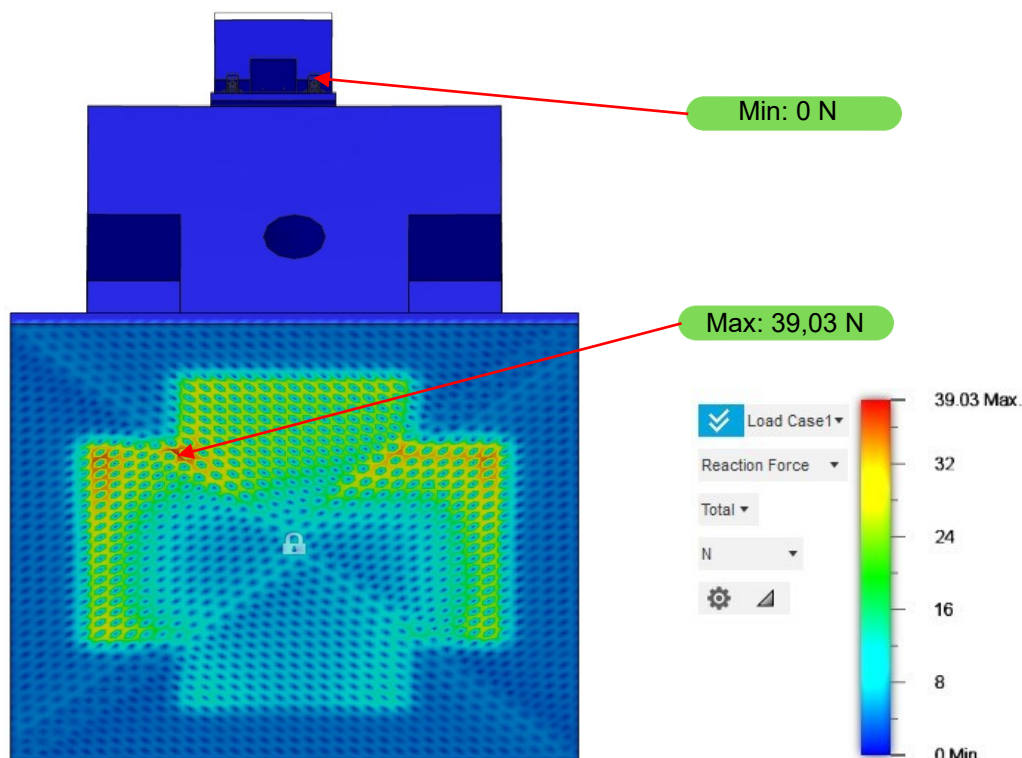 Min: 0 N
Max: 39,03 N
39.03 Max.
Load Case1
Reaction Force
32
Total
24
N
16
8
0 Min.